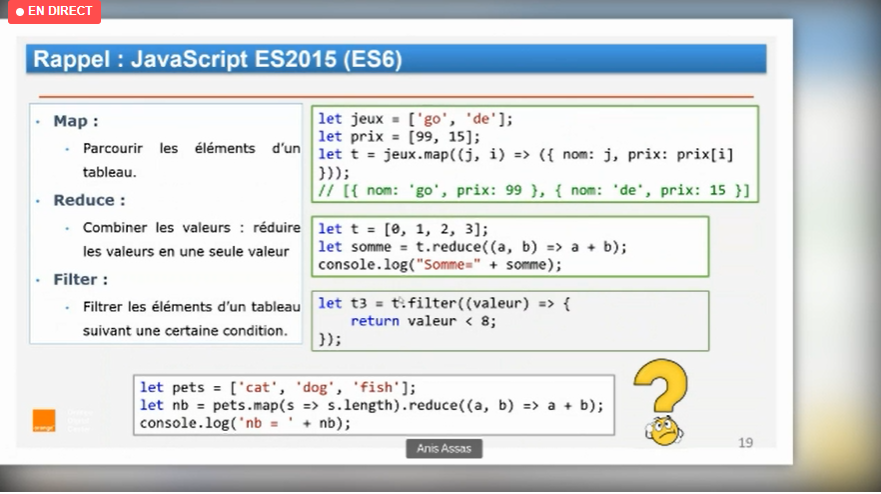 EN DIRECT
Rappel : JavaScript ES2015 (ES6)
• Map :
• Parcourir les éléments d'un
tableau.
• Reduce :
• Combiner les valeurs : réduire
les valeurs en une seule valeur
• Filter :
• Filtrer les éléments d'un tableau
suivant une certaine condition.
let jeux = ['go', 'de'];
let prix = [99, 15];
let t = jeux.map((j, i) => ({ nom: j, prix: prix[i]
}));
// [{ nom: 'go', prix: 99 }, { nom: 'de', prix: 15 }]
let t = [0, 1, 2, 3];
let somme = t.reduce((a, b) => a + b);
console.log("Somme=" + somme);
let t3 = t.filter((valeur) => {
return valeur < 8;
});
let pets = ['cat', 'dog', 'fish'];
let nb = pets.map(s => s.length).reduce((a, b) => a + b);
console.log('nb = ' + nb);
orange
Anis Assas
19